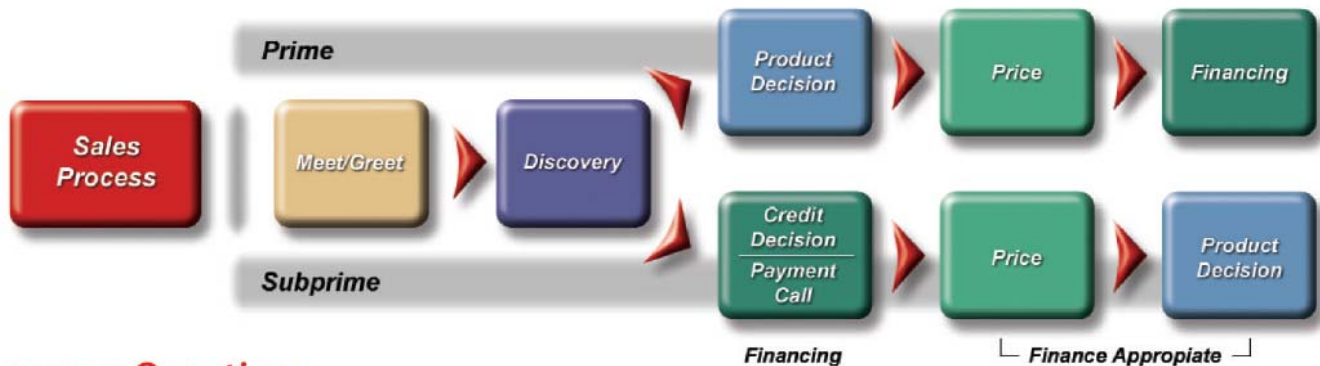 Prime
Sales
Process
Meet/Greet
Discovery
Product
Decision
Price
Financing
Subprime
Credit
Decision
Payment
Call
Price
Product
Decision
Financing
Finance Appropiate